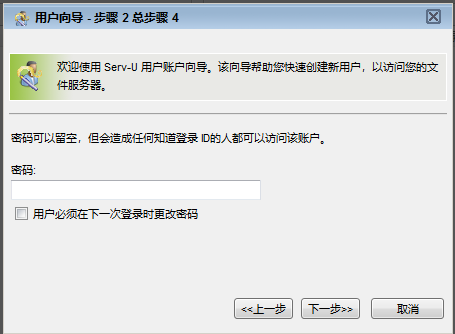 用户向导 - 步骤 2 总步骤 4
欢迎使用 Serv-U 用户账户向导。该向导帮助您快速创建新用户，以访问您的文
件服务器。
密码可以留空，但会造成任何知道登录 ID的人都可以访问该账户。
密码:
用户必须在下一次登录时更改密码
<<上一步 下一步>> 取消